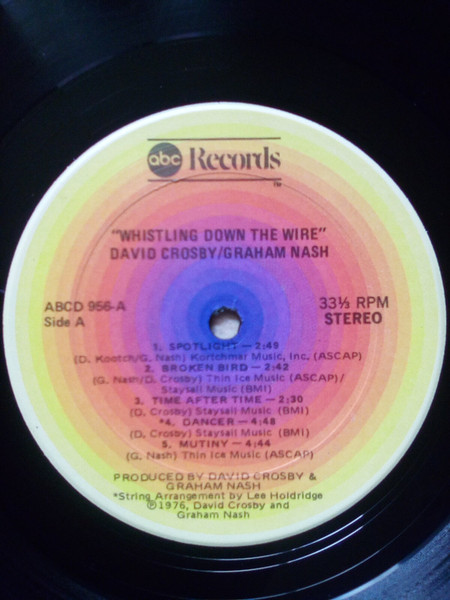 abc Records
TM
"WHISTLING DOWN THE WIRE"
DAVID CROSBY/GRAHAM NASH
ABCD 956-A
Side A
33⅓ RPM
STEREO
1. SPOTLIGHT — 2:49
(D. Kootch/G. Nash) Kortchmar Music, Inc. (ASCAP)
2. BROKEN BIRD — 2:42
(G. Nash/D. Crosby) Thin Ice Music (ASCAP)/
Staysail Music (BMI)
3. TIME AFTER TIME — 2:30
(D. Crosby) Staysail Music (BMI)
*4. DANCER — 4:48
(D. Crosby) Staysail Music (BMI)
5. MUTINY — 4:44
(G. Nash) Thin Ice Music (ASCAP)
PRODUCED BY DAVID CROSBY &
GRAHAM NASH
*String Arrangement by Lee Holdridge
℗1976, David Crosby and
Graham Nash